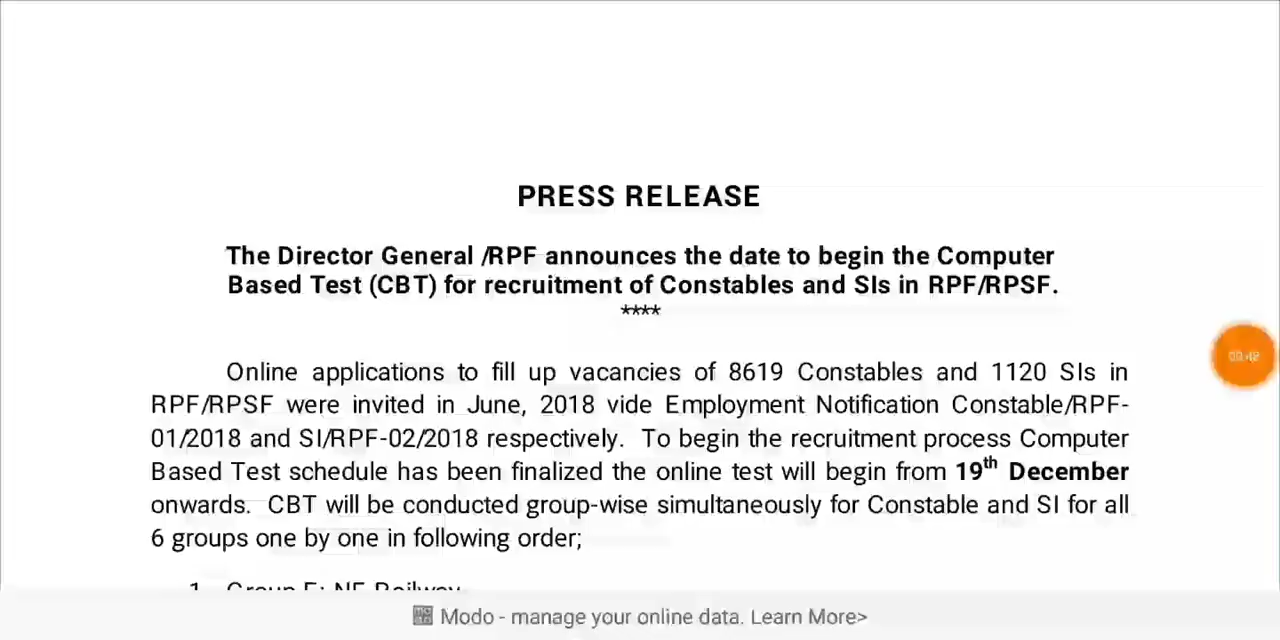 PRESS RELEASE
The Director General /RPF announces the date to begin the Computer
Based Test (CBT) for recruitment of Constables and SIs in RPF/RPSF.
****
Online applications to fill up vacancies of 8619 Constables and 1120 SIs in
RPF/RPSF were invited in June, 2018 vide Employment Notification Constable/RPF-
01/2018 and SI/RPF-02/2018 respectively. To begin the recruitment process Computer
Based Test schedule has been finalized the online test will begin from 19th December
onwards. CBT will be conducted group-wise simultaneously for Constable and SI for all
6 groups one by one in following order;
1. Group
Modo - manage your online data. Learn More>